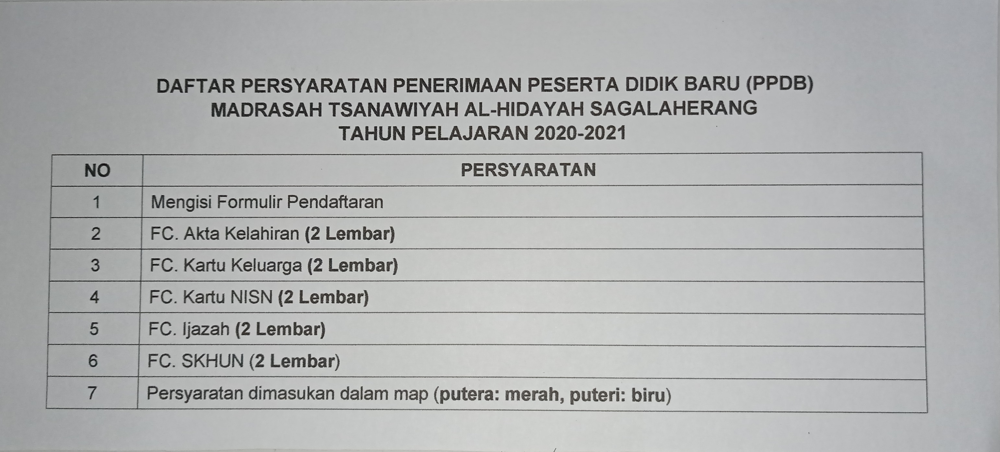 DAFTAR PERSYARATAN PENERIMAAN PESERTA DIDIK BARU (PPDB)
MADRASAH TSANAWIYAH AL-HIDAYAH SAGALAHERANG
TAHUN PELAJARAN 2020-2021
NO PERSYARATAN
1 Mengisi Formulir Pendaftaran
2 FC. Akta Kelahiran (2 Lembar)
3 FC. Kartu Keluarga (2 Lembar)
4 FC. Kartu NISN (2 Lembar)
5 FC. Ijazah (2 Lembar)
6 FC. SKHUN (2 Lembar)
7 Persyaratan dimasukan dalam map (putera: merah, puteri: biru)